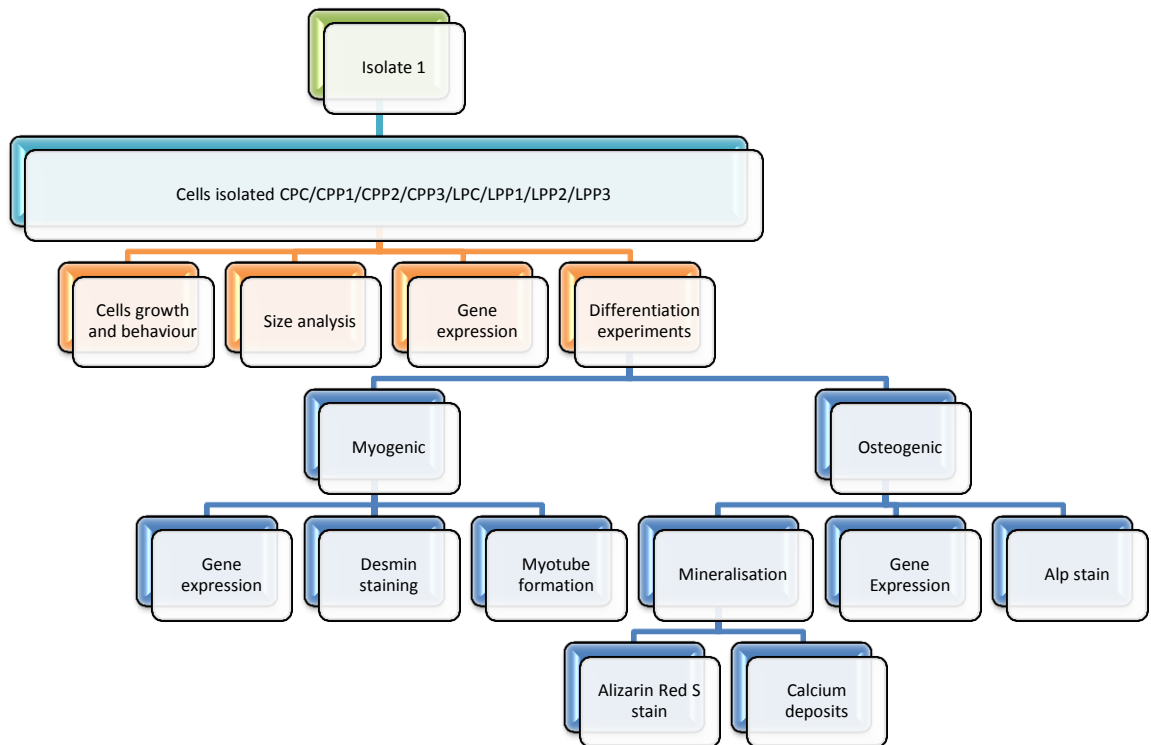 Isolate 1
Cells isolated CPC/CPP1/CPP2/CPP3/LPC/LPP1/LPP2/LPP3
Cells growth
and behaviour
Size analysis
Gene
expression
Differentiation
experiments
Myogenic
Osteogenic
Gene
expression
Desmin
staining
Myotube
formation
Mineralisation
Gene
Expression
Alp stain
Alizarin Red S
stain
Calcium
deposits